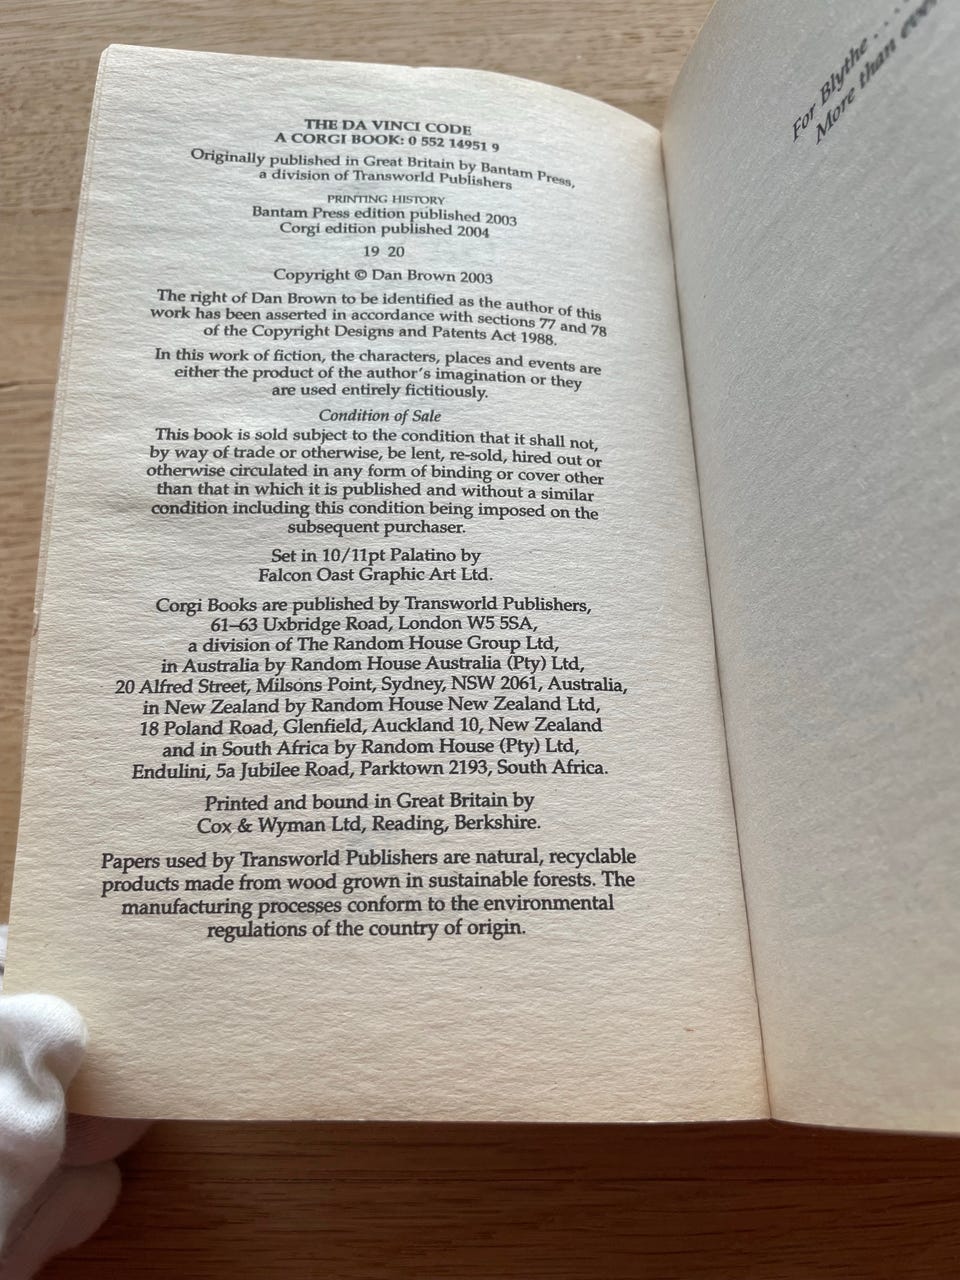 THE DA VINCI CODE
A CORGI BOOK: 0 552 14951 9
Originally published in Great Britain by Bantam Press,
a division of Transworld Publishers
PRINTING HISTORY
Bantam Press edition published 2003
Corgi edition published 2004
19 20
Copyright © Dan Brown 2003
The right of Dan Brown to be identified as the author of this
work has been asserted in accordance with sections 77 and 78
of the Copyright Designs and Patents Act 1988.
In this work of fiction, the characters, places and events are
either the product of the author's imagination or they
are used entirely fictitiously.
Condition of Sale
This book is sold subject to the condition that it shall not,
by way of trade or otherwise, be lent, re-sold, hired out or
otherwise circulated in any form of binding or cover other
than that in which it is published and without a similar
condition including this condition being imposed on the
subsequent purchaser.
Set in 10/11pt Palatino by
Falcon Oast Graphic Art Ltd.
Corgi Books are published by Transworld Publishers,
61–63 Uxbridge Road, London W5 5SA,
a division of The Random House Group Ltd,
in Australia by Random House Australia (Pty) Ltd,
20 Alfred Street, Milsons Point, Sydney, NSW 2061, Australia,
in New Zealand by Random House New Zealand Ltd,
18 Poland Road, Glenfield, Auckland 10, New Zealand
and in South Africa by Random House (Pty) Ltd,
Endulini, 5a Jubilee Road, Parktown 2193, South Africa.
Printed and bound in Great Britain by
Cox & Wyman Ltd, Reading, Berkshire.
Papers used by Transworld Publishers are natural, recyclable
products made from wood grown in sustainable forests. The
manufacturing processes conform to the environmental
regulations of the country of origin.
For Blythe . . .
More than